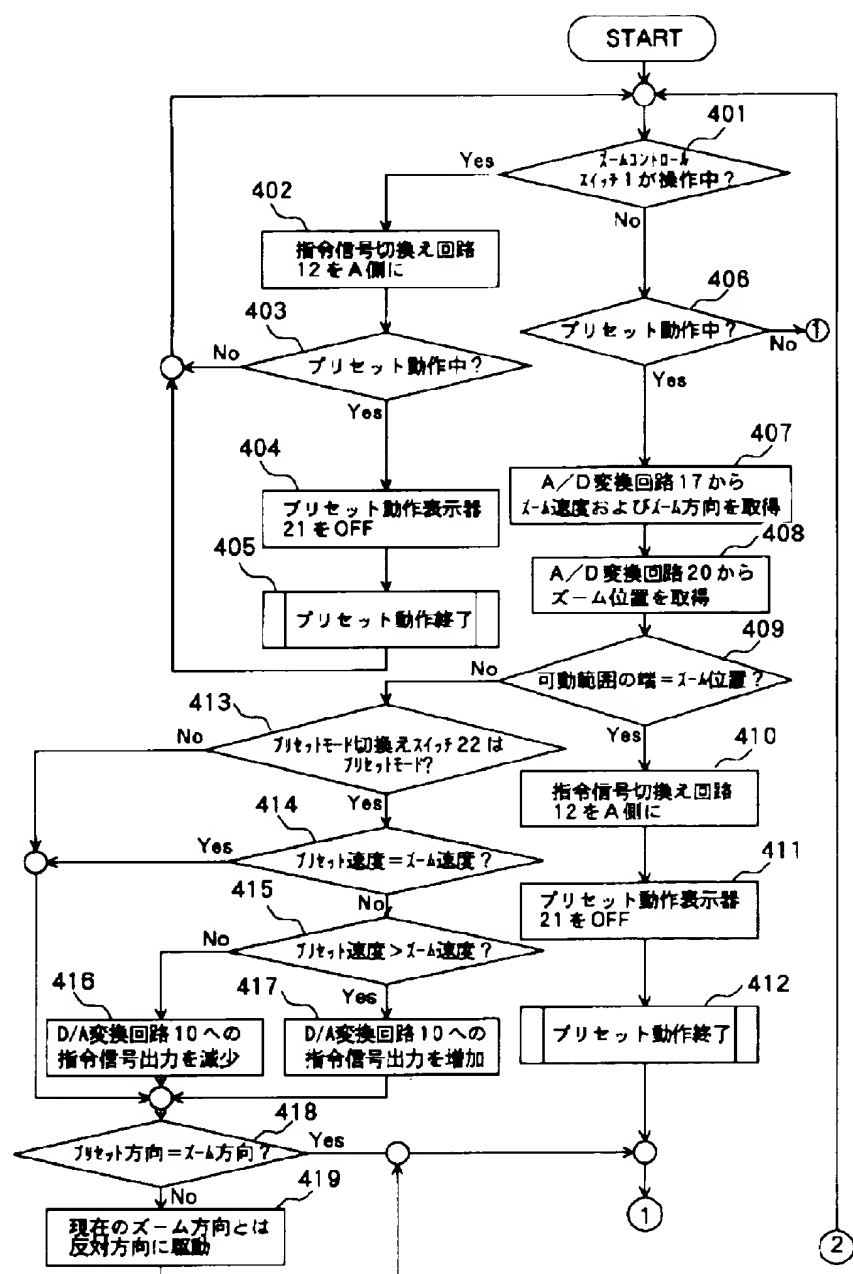 START
401
ズームコントロール
スイッチ1が操作中?
Yes
No
402
指令信号切換え回路
12をA側に
403
プリセット動作中?
No
Yes
406
プリセット動作中?
No
①
Yes
404
プリセット動作表示器
21をOFF
405
プリセット動作終了
407
A/D変換回路17から
ズーム速度およびズーム方向を取得
408
A/D変換回路20から
ズーム位置を取得
409
可動範囲の端=ズーム位置?
No
Yes
413
プリセットモード切換えスイッチ22は
プリセットモード?
No
Yes
410
指令信号切換え回路
12をA側に
414
プリセット速度=ズーム速度?
Yes
No
411
プリセット動作表示器
21をOFF
415
プリセット速度>ズーム速度?
No
Yes
416
D/A変換回路10への
指令信号出力を減少
417
D/A変換回路10への
指令信号出力を増加
412
プリセット動作終了
418
プリセット方向=ズーム方向?
Yes
No
419
現在のズーム方向とは
反対方向に駆動
①
②